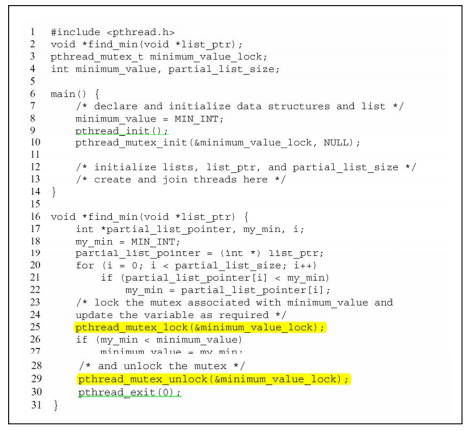 1 #include <pthread.h>
2 void *find_min(void *list_ptr);
3 pthread_mutex_t minimum_value_lock;
4 int minimum_value, partial_list_size;
5
6 main() {
7 /* declare and initialize data structures and list */
8 minimum_value = MIN_INT;
9 pthread_init();
10 pthread_mutex_init(&minimum_value_lock, NULL);
11
12 /* initialize lists, list_ptr, and partial_list_size */
13 /* create and join threads here */
14 }
15
16 void *find_min(void *list_ptr) {
17 int *partial_list_pointer, my_min, i;
18 my_min = MIN_INT;
19 partial_list_pointer = (int *) list_ptr;
20 for (i = 0; i < partial_list_size; i++)
21 if (partial_list_pointer[i] < my_min)
22 my_min = partial_list_pointer[i];
23 /* lock the mutex associated with minimum_value and
24 update the variable as required */
25 pthread_mutex_lock(&minimum_value_lock);
26 if (my_min < minimum_value)
27 minimum_value = my_min;
28 /* and unlock the mutex */
29 pthread_mutex_unlock(&minimum_value_lock);
30 pthread_exit(0);
31 }